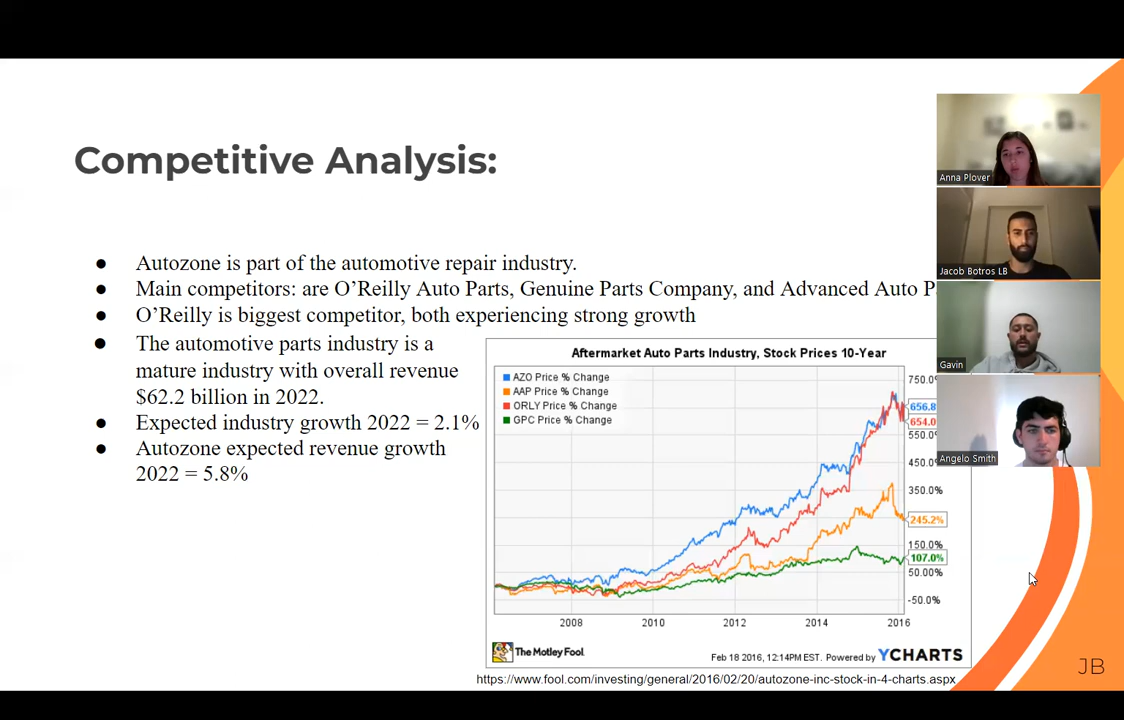 Competitive Analysis:
Anna Plover
Jacob Botros LB
Gavin
Angelo Smith
● Autozone is part of the automotive repair industry.
● Main competitors: are O’Reilly Auto Parts, Genuine Parts Company, and Advanced Auto P
● O’Reilly is biggest competitor, both experiencing strong growth
● The automotive parts industry is a
mature industry with overall revenue
$62.2 billion in 2022.
● Expected industry growth 2022 = 2.1%
● Autozone expected revenue growth
2022 = 5.8%
Aftermarket Auto Parts Industry, Stock Prices 10-Year
AZO Price % Change
AAP Price % Change
ORLY Price % Change
GPC Price % Change
750.0%
656.8
654.0
550.0%
450.0%
350.0%
245.2%
150.0%
107.0%
50.00%
-50.0%
2008 2010 2012 2014 2016
The Motley Fool.
Feb 18 2016, 12:14PM EST. Powered by YCHARTS
https://www.fool.com/investing/general/2016/02/20/autozone-inc-stock-in-4-charts.aspx
JB